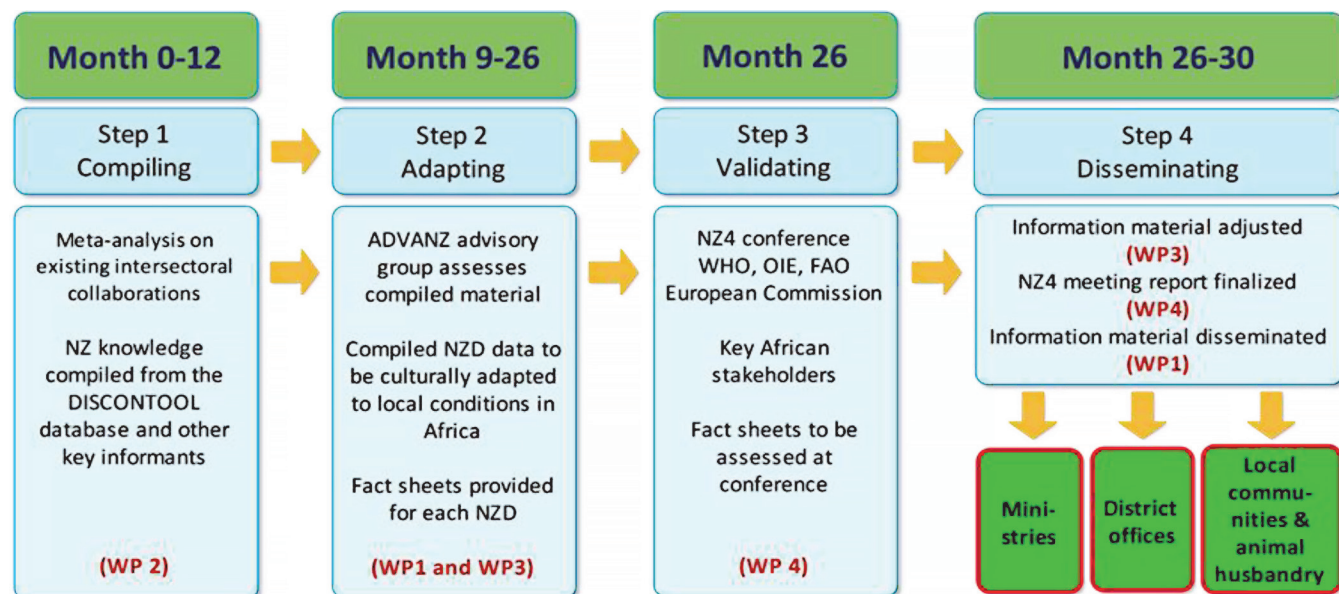 Month 0-12
Step 1
Compiling
Meta-analysis on
existing intersectoral
collaborations
NZ knowledge
compiled from the
DISCONTOOL
database and other
key informants
(WP 2)
Month 9-26
Step 2
Adapting
ADVANZ advisory
group assesses
compiled material
Compiled NZD data to
be culturally adapted
to local conditions in
Africa
Fact sheets provided
for each NZD
(WP1 and WP3)
Month 26
Step 3
Validating
NZ4 conference
WHO, OIE, FAO
European Commission
Key African
stakeholders
Fact sheets to be
assessed at
conference
(WP 4)
Month 26-30
Step 4
Disseminating
Information material adjusted
(WP3)
NZ4 meeting report finalized
(WP4)
Information material disseminated
(WP1)
Mini-
stries
District
offices
Local
commu-
nities &
animal
husbandry